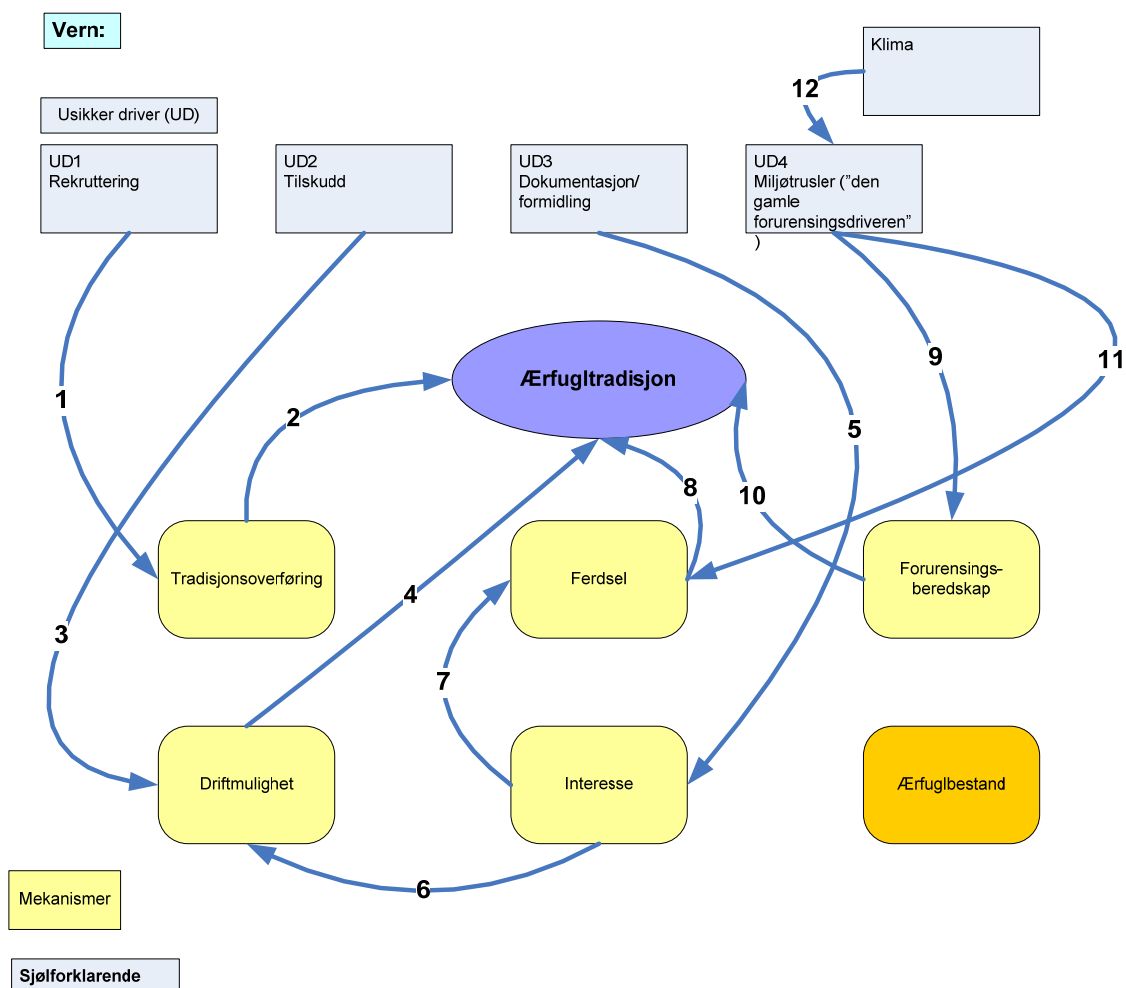 Vern:
Klima
12
Usikker driver (UD)
UD1
Rekruttering
UD2
Tilskudd
UD3
Dokumentasjon/
formidling
UD4
Miljøtrusler (”den
gamle
forurensingsdriveren”
)
Ærfugltradisjon
1
2
9
11
5
8
10
Tradisjonsoverføring
Ferdsel
Forurensings-
beredskap
4
3
7
Driftmulighet
Interesse
Ærfuglbestand
6
Mekanismer
Sjølforklarende